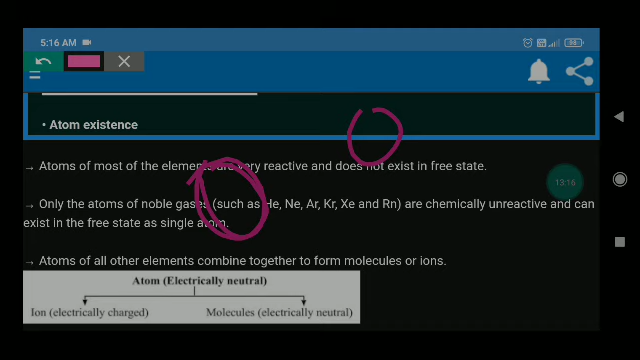 5:16 AM
88
• Atom existence
→ Atoms of most of the elements are very reactive and does not exist in free state.
13:16
→ Only the atoms of noble gases (such as He, Ne, Ar, Kr, Xe and Rn) are chemically unreactive and can
exist in the free state as single atom.
→ Atoms of all other elements combine together to form molecules or ions.
Atom (Electrically neutral)
Ion (electrically charged) Molecules (electrically neutral)